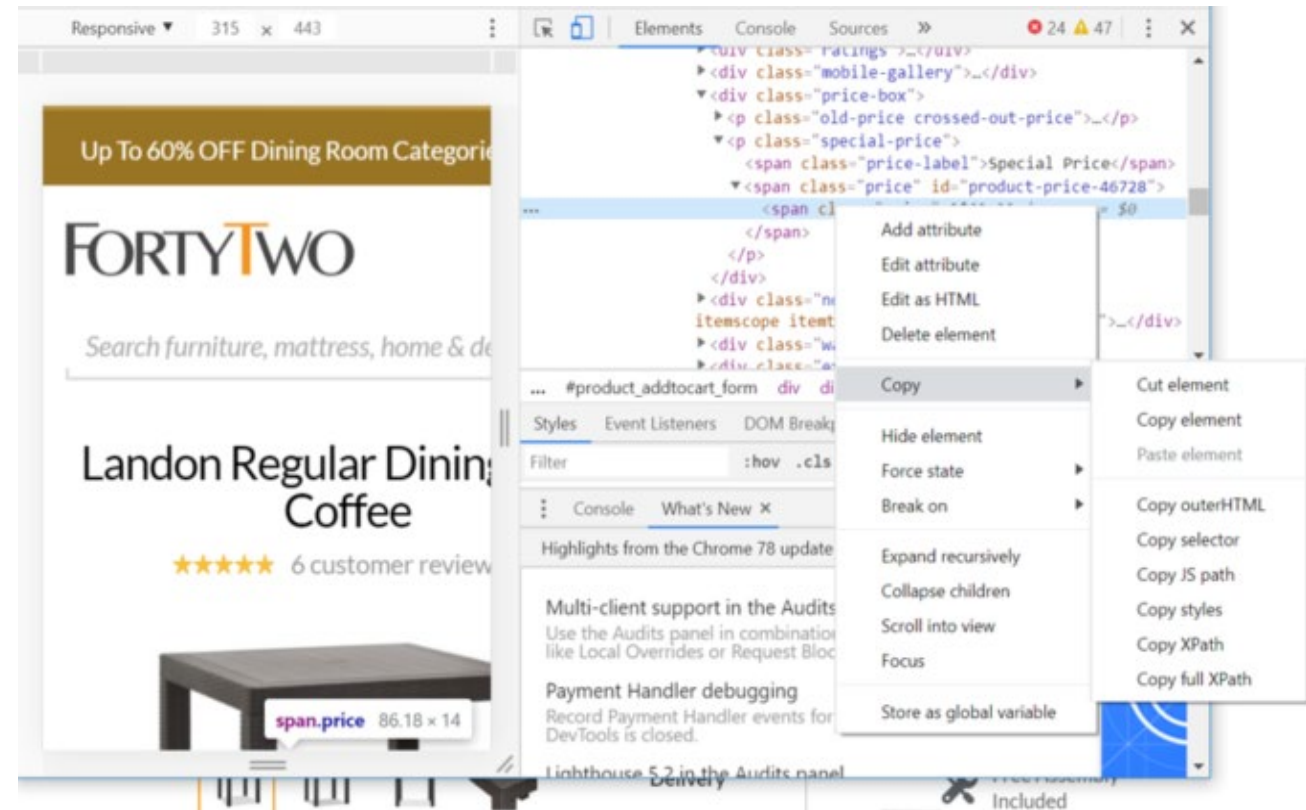 Responsive ▼ 315 x 443
Elements Console Sources » 24 47
<div class="ratings">…</div>
<div class="mobile-gallery">…</div>
<div class="price-box">
<p class="old-price crossed-out-price">…</p>
<p class="special-price">
<span class="price-label">Special Price</span>
<span class="price" id="product-price-46728">
... <span cl == $0
</span>
</p>
</div>
<div class="n
itemscope itemt ">…</div>
<div class="w
<div class="
... #product_addtocart_form div di
Styles Event Listeners DOM Break
Filter :hov .cls
Console What's New ×
Highlights from the Chrome 78 update
Multi-client support in the Audits
Use the Audits panel in combination
like Local Overrides or Request Bloc
Payment Handler debugging
Record Payment Handler events for
DevTools is closed.
Lighthouse 5.2 in the Audits panel
Add attribute
Edit attribute
Edit as HTML
Delete element
Copy
Hide element
Force state
Break on
Expand recursively
Collapse children
Scroll into view
Focus
Store as global variable
Cut element
Copy element
Paste element
Copy outerHTML
Copy selector
Copy JS path
Copy styles
Copy XPath
Copy full XPath
Up To 60% OFF Dining Room Categorie
FORTYTWO
Search furniture, mattress, home & de
Landon Regular Dining
Coffee
★★★★★ 6 customer review
span.price 86.18 × 14
Delivery
Free Assembly
Included